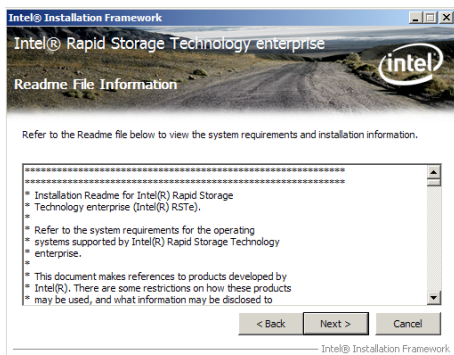 Intel® Installation Framework
Intel® Rapid Storage Technology enterprise
(intel)
Readme File Information
Refer to the Readme file below to view the system requirements and installation information.
*************************************************************
*************************************************************
* Installation Readme for Intel(R) Rapid Storage
* Technology enterprise (Intel(R) RSTe).
*
* Refer to the system requirements for the operating
* systems supported by Intel(R) Rapid Storage Technology
* enterprise.
*
* This document makes references to products developed by
* Intel(R). There are some restrictions on how these products
* may be used, and what information may be disclosed to
< Back
Next >
Cancel
Intel® Installation Framework